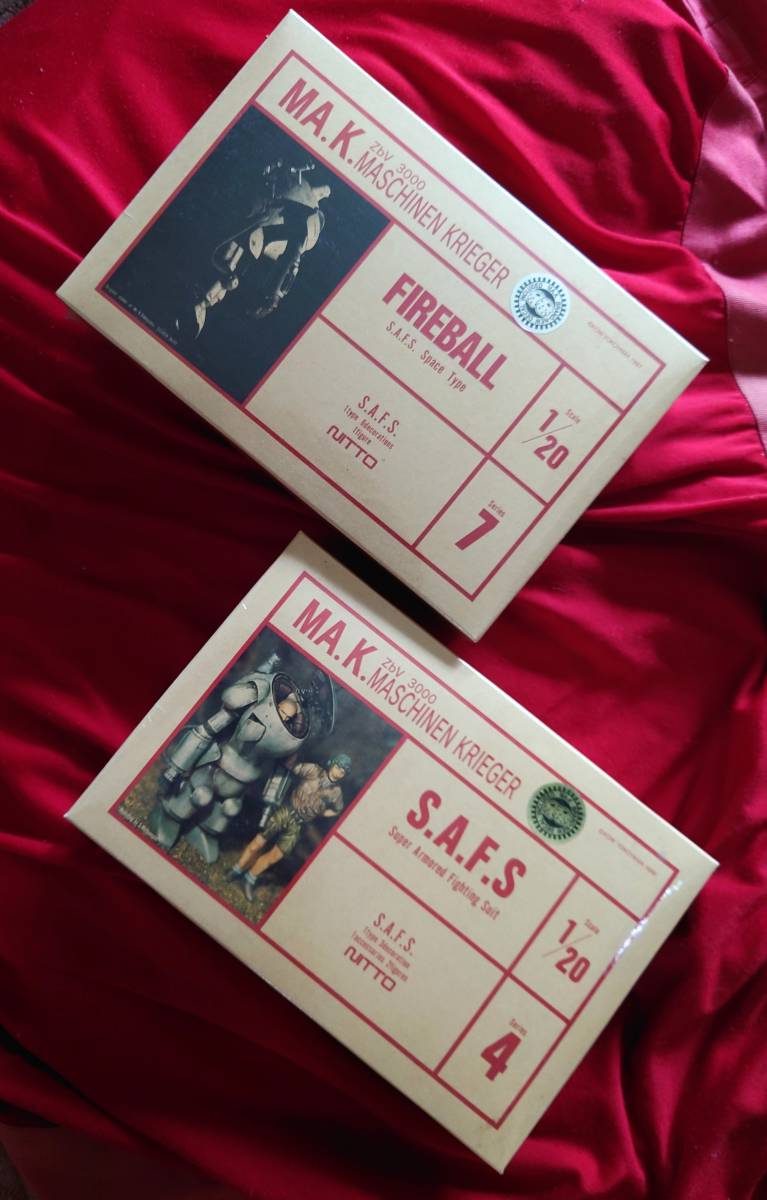 MA.K. ZbV 3000
MASCHINEN KRIEGER
FIREBALL
S.A.F.S. Space Type
Scale
1/20
S.A.F.S.
1figure
NITTO
Series
7
MA.K. ZbV 3000
MASCHINEN KRIEGER
S.A.F.S
Super Armored Fighting Suit
Scale
1/20
S.A.F.S.
NITTO
Series
4